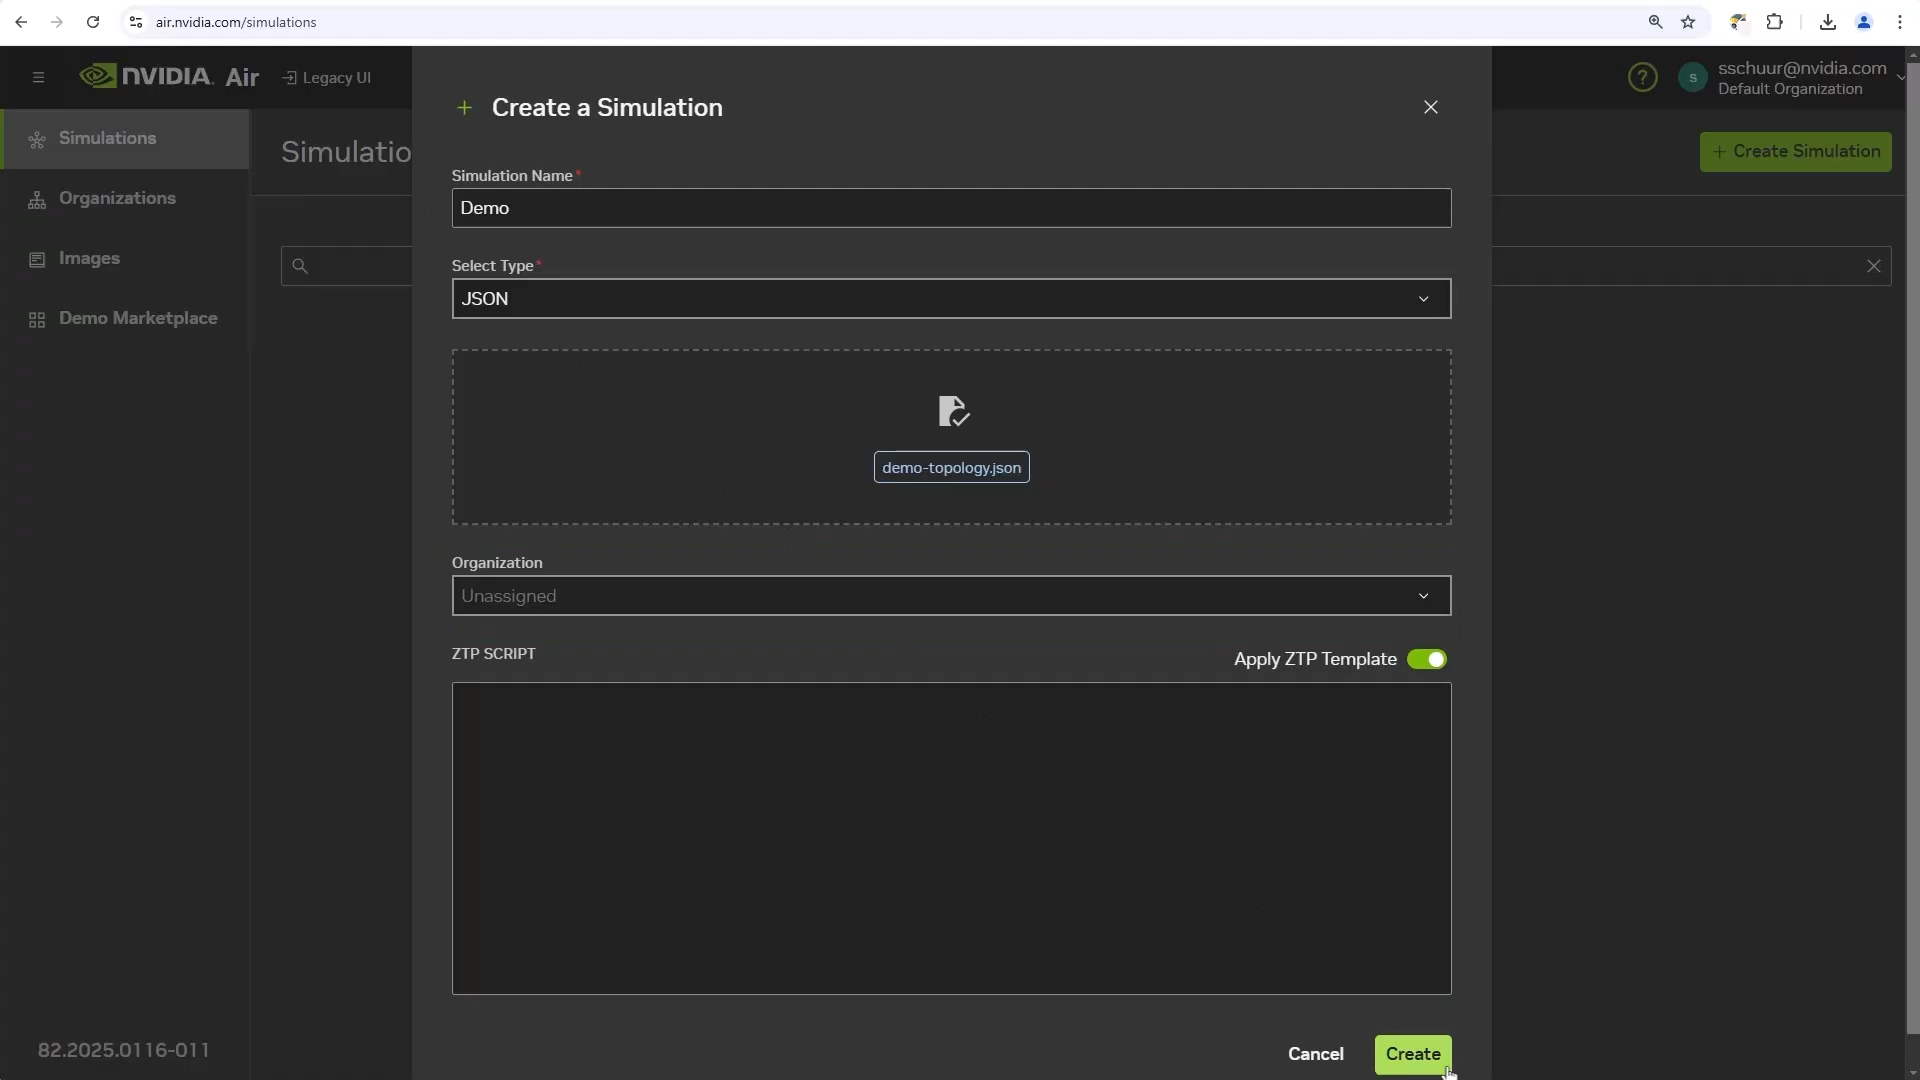 air.nvidia.com/simulations
NVIDIA. Air
Legacy UI
?
S
sschuur@nvidia.com
Default Organization
Simulations
Organizations
Images
Demo Marketplace
82.2025.0116-011
Simulatio
+ Create Simulation
+ Create a Simulation
Simulation Name*
Demo
Select Type*
JSON
demo-topology.json
Organization
Unassigned
ZTP SCRIPT
Apply ZTP Template
Cancel
Create